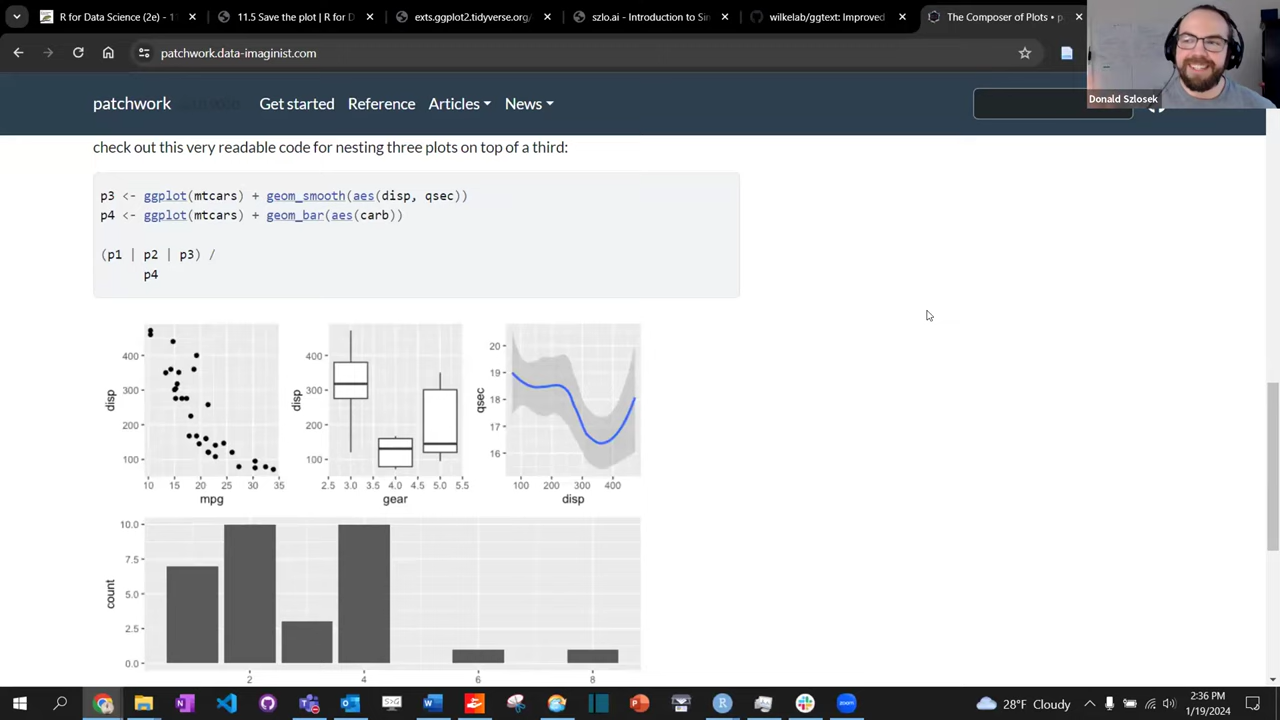 R for Data Science (2e) - 1
11.5 Save the plot | R for D
exts.ggplot2.tidyverse.org/
szlo.ai - Introduction to Sin
wilkelab/ggtext: Improved
The Composer of Plots • p
patchwork.data-imaginist.com
patchwork
Get started
Reference
Articles
News
Donald Szlosek
check out this very readable code for nesting three plots on top of a third:
p3 <- ggplot(mtcars) + geom_smooth(aes(disp, qsec))
p4 <- ggplot(mtcars) + geom_bar(aes(carb))
(p1 | p2 | p3) /
p4
disp
400
300
200
100
10 15 20 25 30 35
mpg
disp
400
300
200
100
2.5 3.0 3.5 4.0 4.5 5.0 5.5
gear
qsec
20
19
18
17
16
100 200 300 400
disp
count
10.0
7.5
5.0
2.5
0.0
2 4 6 8
28°F Cloudy
2:36 PM
1/19/2024